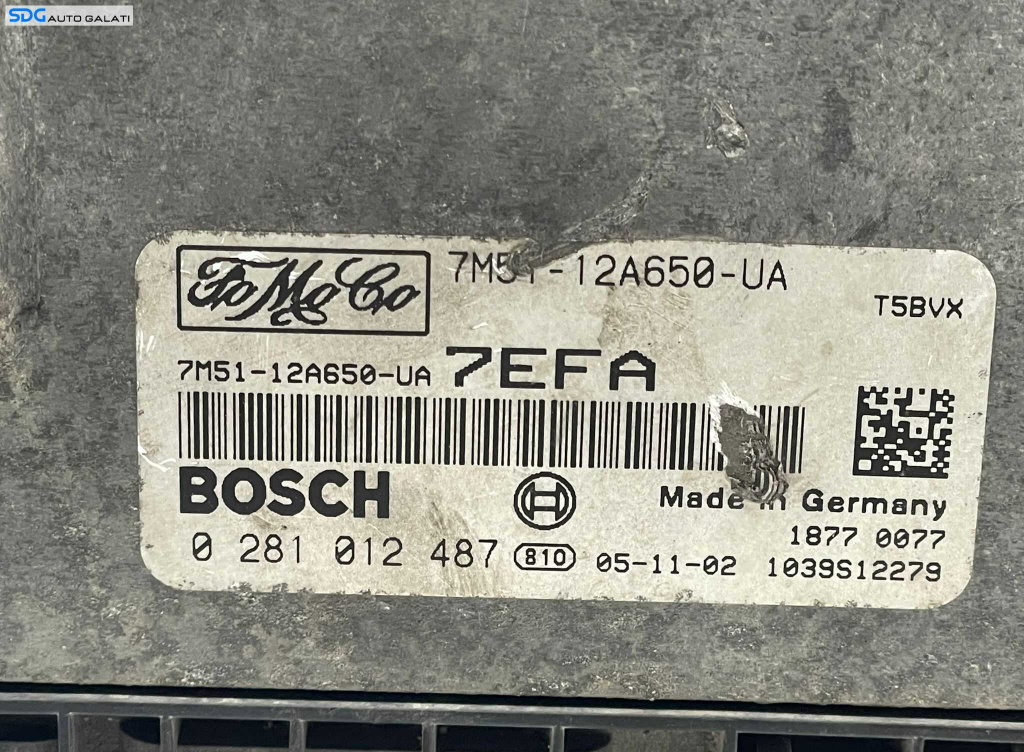 SDG AUTO GALATI
FoMoCo 7M51-12A650-UA
T5BVX
7M51-12A650-UA 7EFA
BOSCH
Made in Germany
1877 0077
0 281 012 487 810 05-11-02 1039S12279